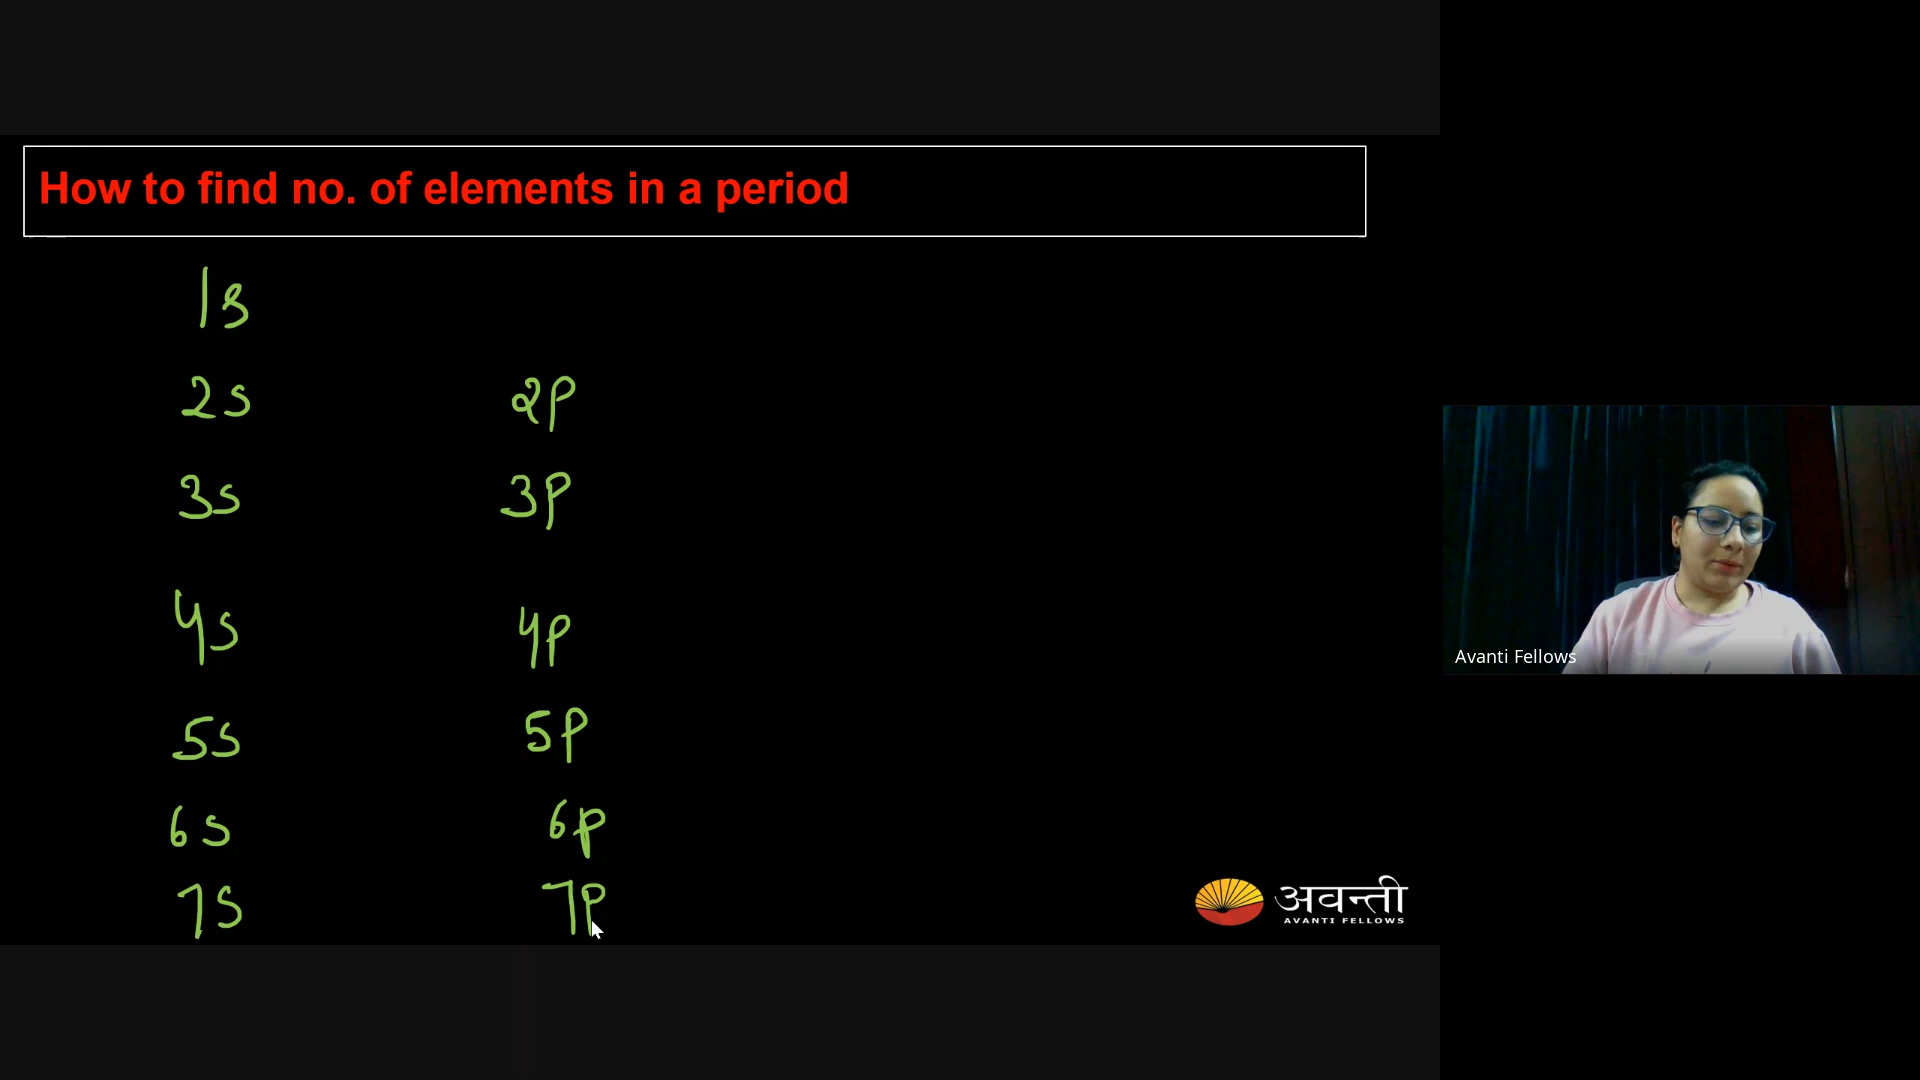 How to find no. of elements in a period
1s
2s 2p
3s 3p
4s 4p
5s 5p
6s 6p
7s 7p
अवन्ती
AVANTI FELLOWS
Avanti Fellows